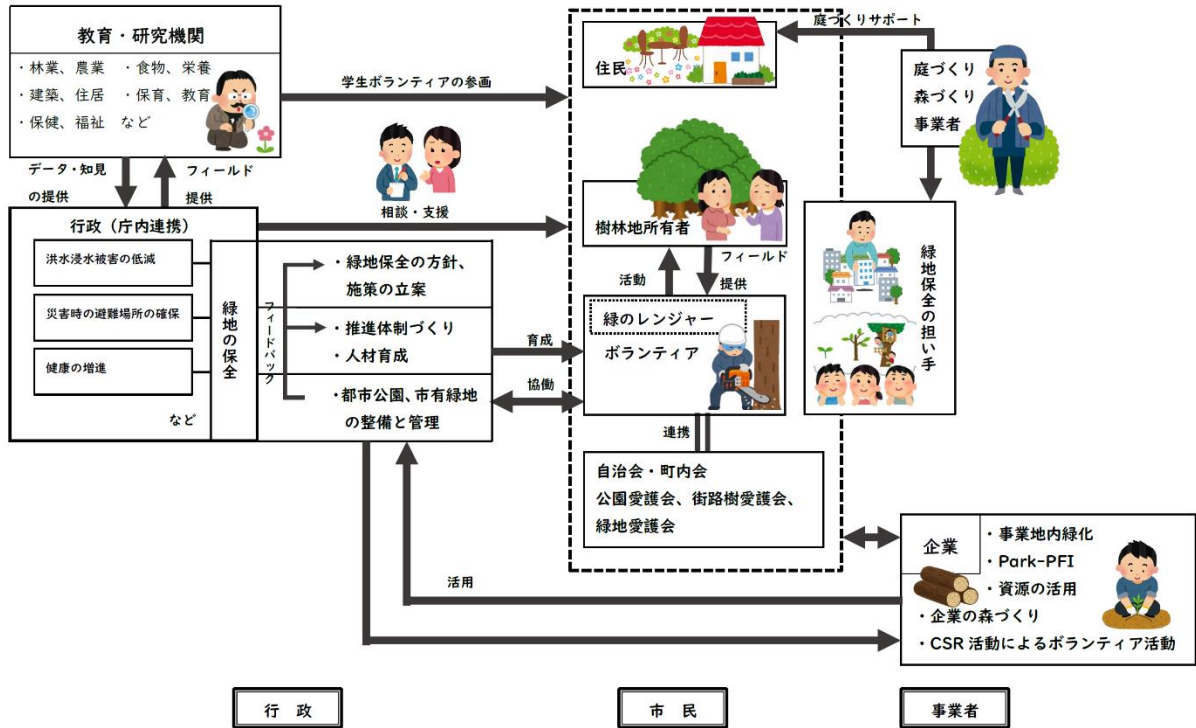 教育・研究機関
・林業、農業　・食物、栄養
・建築、住居　・保育、教育
・保健、福祉　など
学生ボランティアの参画
データ・知見
の提供
フィールド
提供
相談・支援
行政（庁内連携）
洪水浸水被害の低減
災害時の避難場所の確保
健康の増進
など
緑地の保全
フィードバック
・緑地保全の方針、
施策の立案
・推進体制づくり
・人材育成
・都市公園、市有緑地
の整備と管理
育成
協働
活用
住民
樹林地所有者
活動
フィールド
提供
緑のレンジャー
ボランティア
連携
自治会・町内会
公園愛護会、街路樹愛護会、
緑地愛護会
庭づくりサポート
庭づくり
森づくり
事業者
緑地保全の担い手
企業
・事業地内緑化
・Park-PFI
・資源の活用
・企業の森づくり
・CSR 活動によるボランティア活動
行　政
市　民
事業者